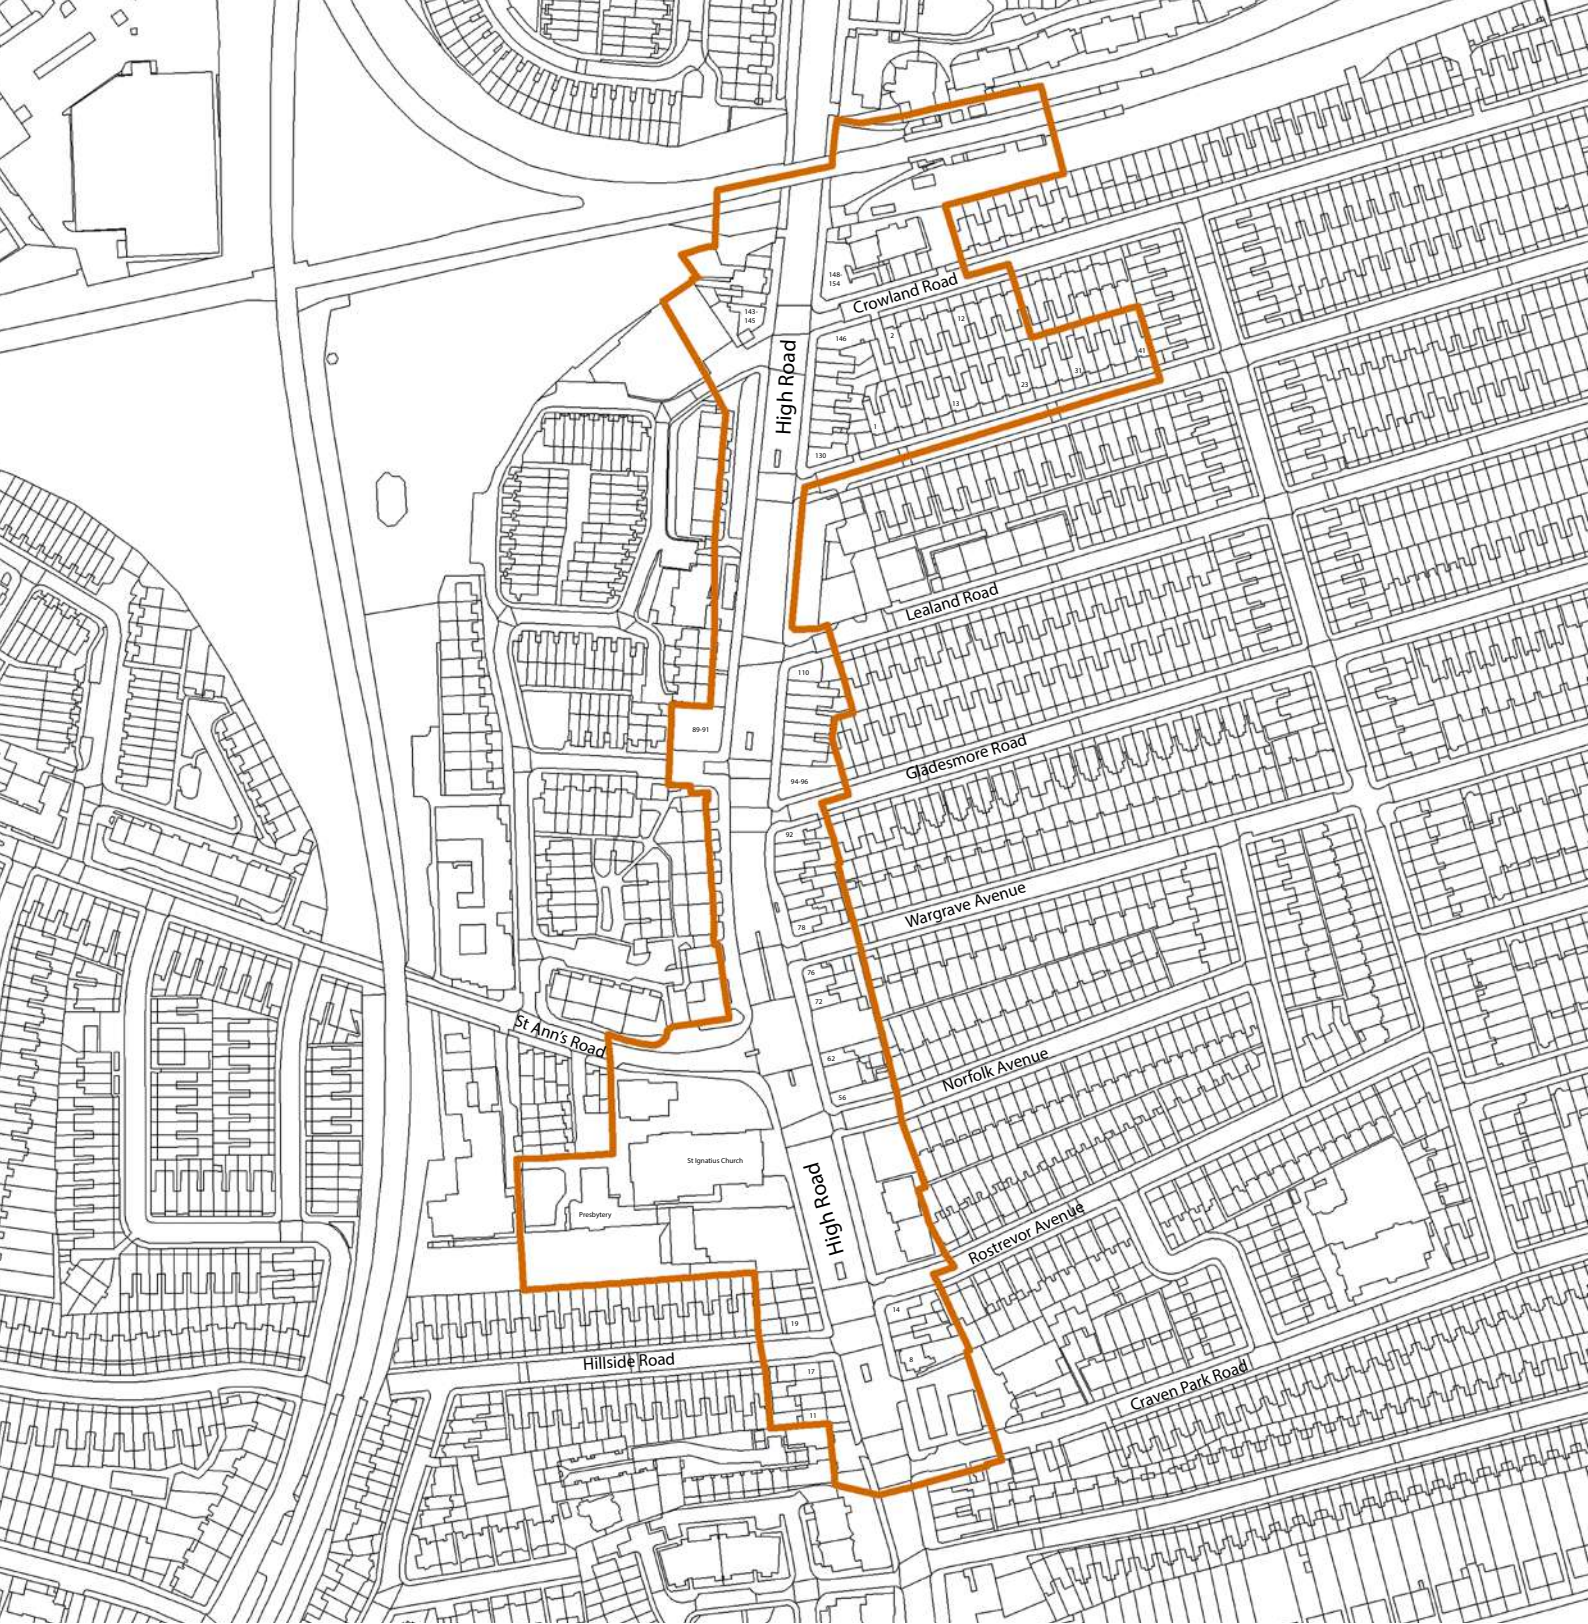 148-
154
Crowland Road
143-
145
12
2
146
High Road
41
31
23
13
1
130
Lealand Road
110
89-91
Gladesmore Road
94-96
92
Wargrave Avenue
78
76
72
St Ann's Road
62
Norfolk Avenue
56
St Ignatius Church
High Road
Presbytery
Rostrevor Avenue
14
19
Hillside Road
8
17
Craven Park Road
11